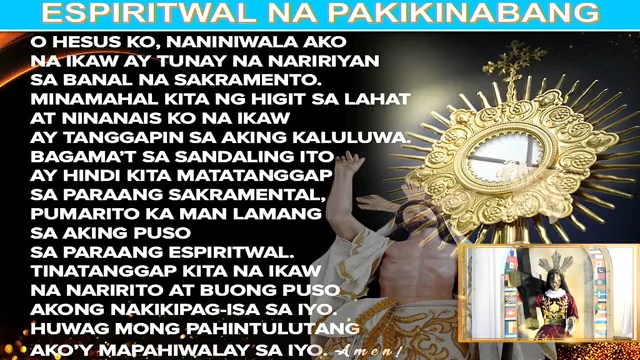 ESPIRITWAL NA PAKIKINABANG
O HESUS KO, NANINIWALA AKO
NA IKAW AY TUNAY NA NARIRIYAN
SA BANAL NA SAKRAMENTO.
MINAMAHAL KITA NG HIGIT SA LAHAT
AT NINANAIS KO NA IKAW
AY TANGGAPIN SA AKING KALULUWA.
BAGAMA'T SA SANDALING ITO
AY HINDI KITA MATATANGGAP
SA PARAANG SAKRAMENTAL,
PUMARITO KA MAN LAMANG
SA AKING PUSO
SA PARAANG ESPIRITWAL.
TINATANGGAP KITA NA IKAW
NA NARIRITO AT BUONG PUSO
AKONG NAKIKIPAG-ISA SA IYO.
HUWAG MONG PAHINTULUTANG
AKO'Y MAPAHIWALAY SA IYO. Amen!